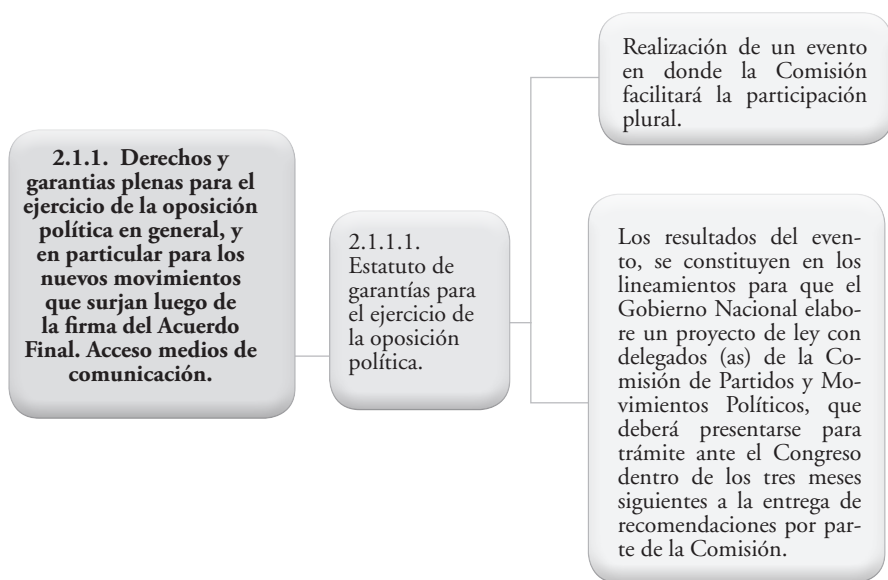 2.1.1. Derechos y
garantias plenas para el
ejercicio de la oposición
política en general, y
en particular para los
nuevos movimientos
que surjan luego de
la firma del Acuerdo
Final. Acceso medios de
comunicación.
2.1.1.1.
Estatuto de
garantías para
el ejercicio de
la oposición
política.
Realización de un evento
en donde la Comisión
facilitará la participación
plural.
Los resultados del even-
to, se constituyen en los
lineamientos para que el
Gobierno Nacional elabo-
re un proyecto de ley con
delegados (as) de la Co-
misión de Partidos y Mo-
vimientos Políticos, que
deberá presentarse para
trámite ante el Congreso
dentro de los tres meses
siguientes a la entrega de
recomendaciones por par-
te de la Comisión.